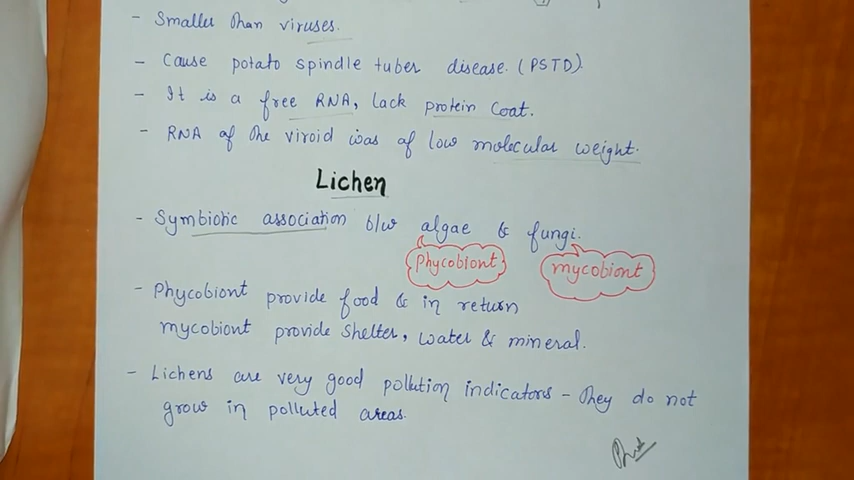 - Smaller than viruses.
- Cause potato spindle tuber disease. (PSTD)
- It is a free RNA, lack protein coat.
- RNA of the viroid was of low molecular weight.
Lichen
- Symbiotic association b/w algae & fungi.
Phycobiont mycobiont
- Phycobiont provide food & in return
mycobiont provide shelter, water & mineral.
- Lichens are very good pollution indicators - They do not
grow in polluted areas.